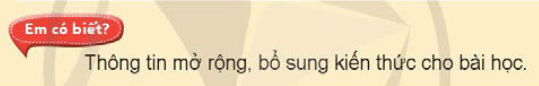 Em có biết?
Thông tin mở rộng, bổ sung kiến thức cho bài học.